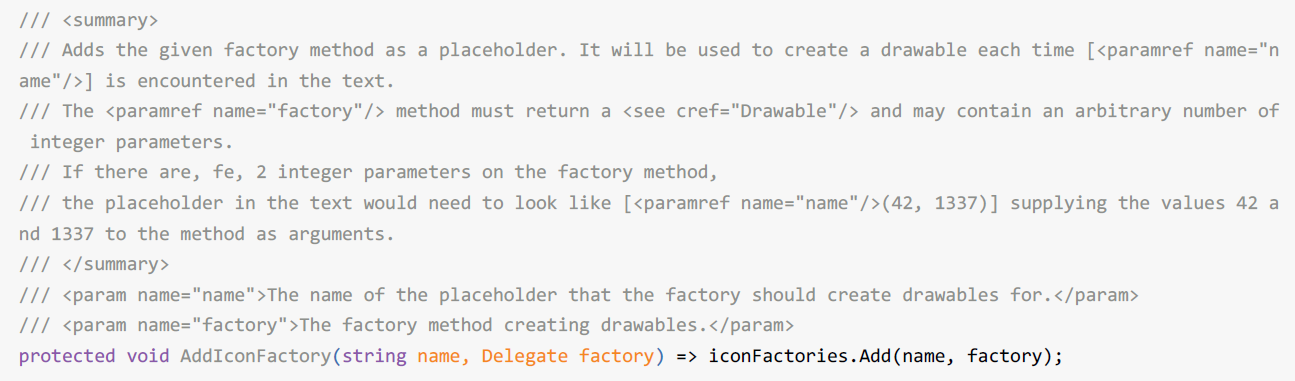 /// <summary>
/// Adds the given factory method as a placeholder. It will be used to create a drawable each time [<paramref name="n
ame"/>] is encountered in the text.
/// The <paramref name="factory"/> method must return a <see cref="Drawable"/> and may contain an arbitrary number of
 integer parameters.
/// If there are, fe, 2 integer parameters on the factory method,
/// the placeholder in the text would need to look like [<paramref name="name"/>(42, 1337)] supplying the values 42 a
nd 1337 to the method as arguments.
/// </summary>
/// <param name="name">The name of the placeholder that the factory should create drawables for.</param>
/// <param name="factory">The factory method creating drawables.</param>
protected void AddIconFactory(string name, Delegate factory) => iconFactories.Add(name, factory);